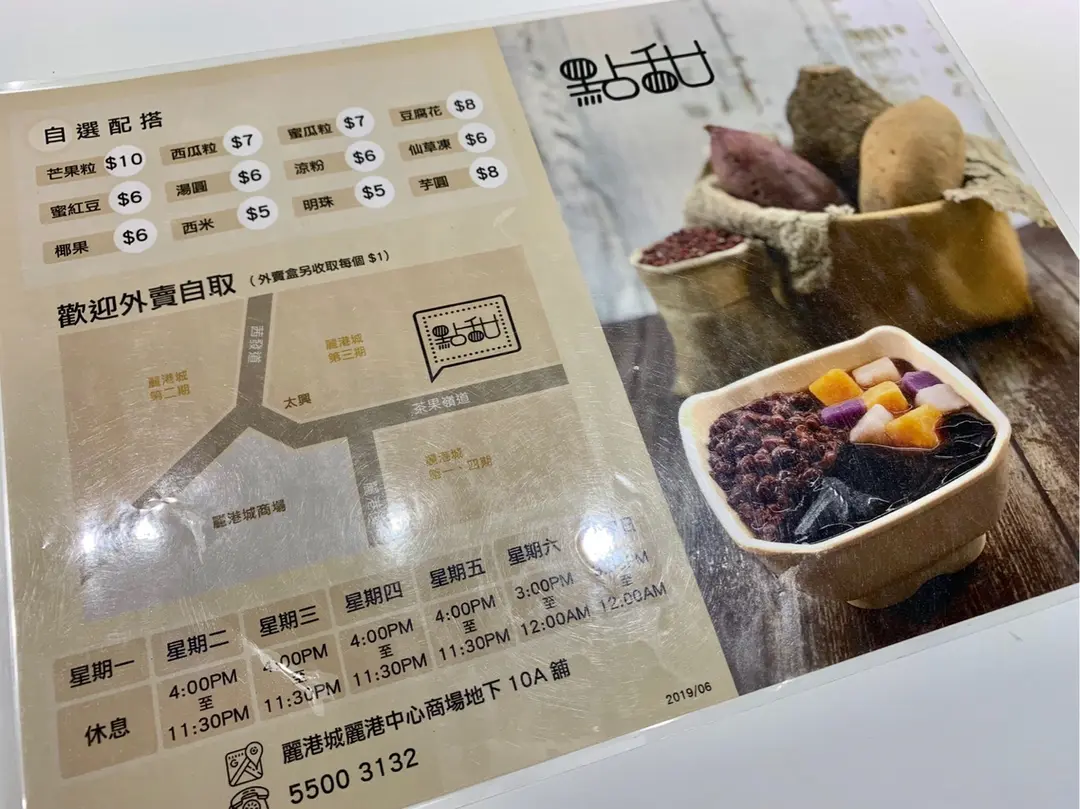 點甜
自選配搭
芒果粒 $10 西瓜粒 $7 蜜瓜粒 $7 豆腐花 $8
蜜紅豆 $6 湯圓 $6 涼粉 $6 仙草凍 $6
椰果 $6 西米 $5 明珠 $5 芋圓 $8
歡迎外賣自取 (外賣盒另收取每個 $1)
茜發道
麗港城
第二期
麗港城
第三期
點甜
太興
茶果嶺道
麗港城
第一、四期
麗港城商場
星期一 星期二 星期三 星期四 星期五 星期六
休息
4:00PM 至 11:30PM
4:00PM 至 11:30PM
4:00PM 至 11:30PM
4:00PM 至 11:30PM
3:00PM 至 12:00AM
至 12:00AM
麗港城麗港中心商場地下 10A 舖
5500 3132
2019/06